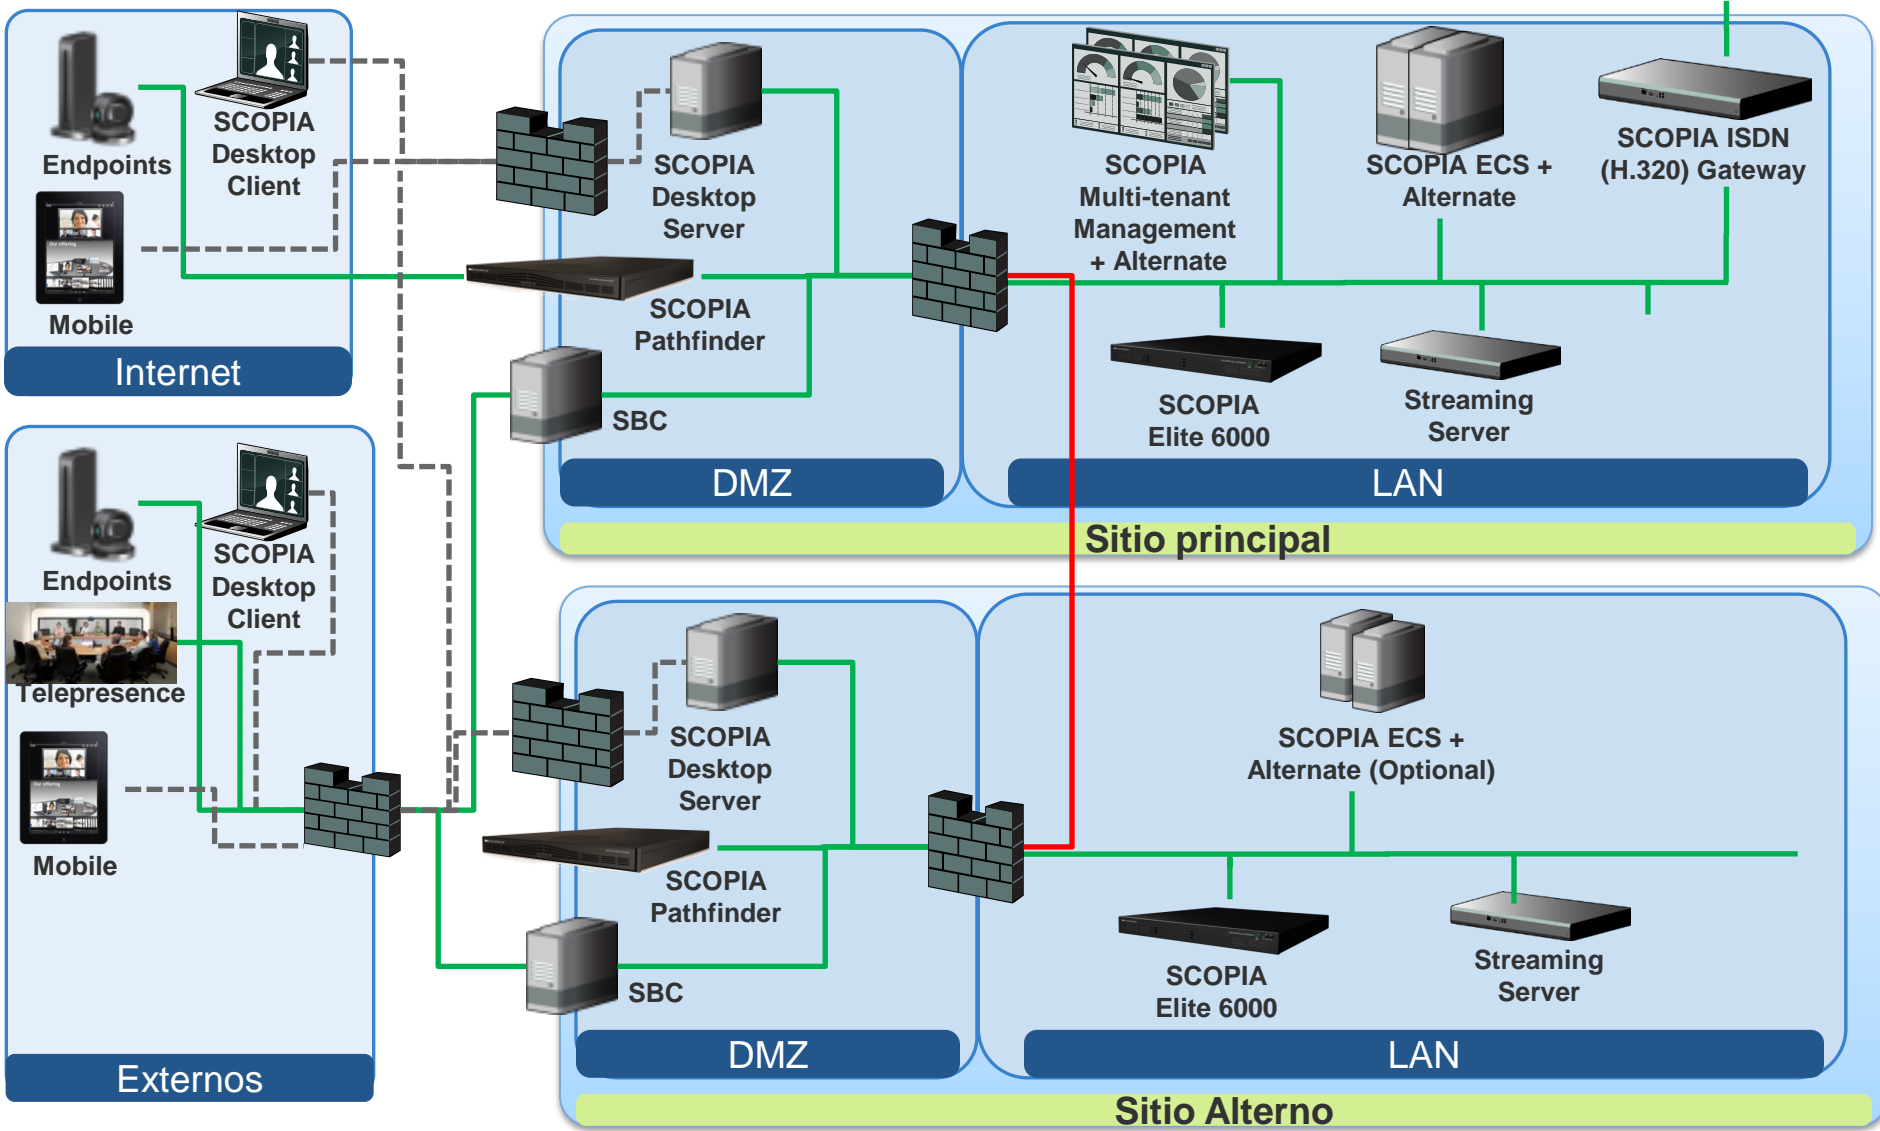 Endpoints
SCOPIA
Desktop
Client
Mobile
Internet
SCOPIA
Desktop
Server
SCOPIA
Pathfinder
SBC
DMZ
SCOPIA
Multi-tenant
Management
+ Alternate
SCOPIA ECS +
Alternate
SCOPIA ISDN
(H.320) Gateway
SCOPIA
Elite 6000
Streaming
Server
LAN
Sitio principal
Endpoints
SCOPIA
Desktop
Client
Telepresence
Mobile
Externos
SCOPIA
Desktop
Server
SCOPIA
Pathfinder
SBC
DMZ
SCOPIA ECS +
Alternate (Optional)
SCOPIA
Elite 6000
Streaming
Server
LAN
Sitio Alterno
Our offering